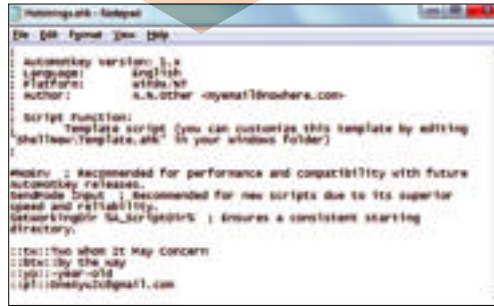 Hotstrings.ahk - Notepad
File Edit Format View Help
;
; AutoHotkey Version: 1.x
; Language: English
; Platform: Win9x/NT
; Author: A.N.Other <myemail@nowhere.com>
;
; Script Function:
; Template script (you can customize this template by editing
"ShellNew\Template.ahk" in your windows folder)
;
#NoEnv ; Recommended for performance and compatibility with future
AutoHotkey releases.
SendMode Input ; Recommended for new scripts due to its superior
speed and reliability.
SetWorkingDir %A_ScriptDir% ; Ensures a consistent starting
directory.
Whom It May Concern
::btw::by the way
::yo::-year-old